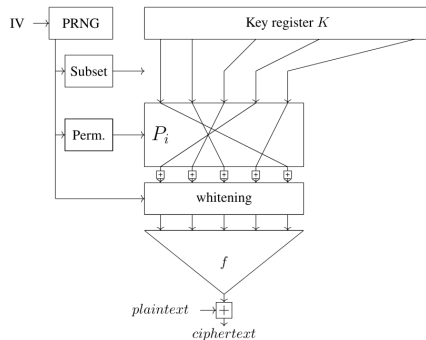 IV PRNG Key register K
Subset
Perm. P_i
+ + + + +
whitening
f
plaintext +
ciphertext